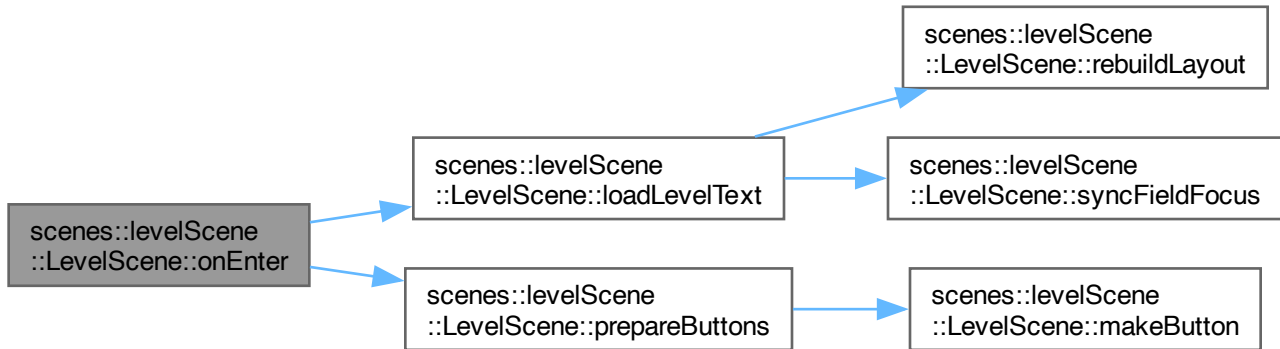 scenes::levelScene
::LevelScene::onEnter
scenes::levelScene
::LevelScene::loadLevelText
scenes::levelScene
::LevelScene::prepareButtons
scenes::levelScene
::LevelScene::rebuildLayout
scenes::levelScene
::LevelScene::syncFieldFocus
scenes::levelScene
::LevelScene::makeButton